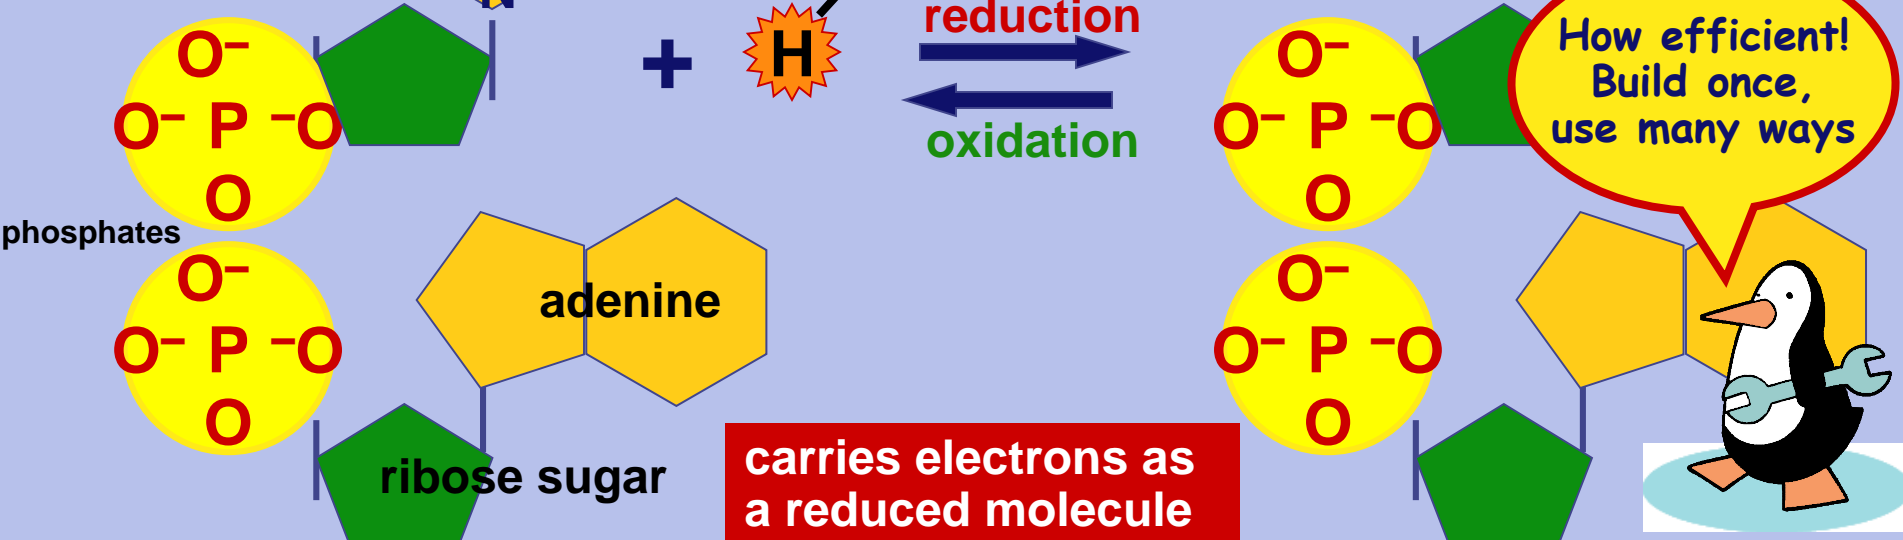 N
+
H
reduction
oxidation
How efficient!
Build once,
use many ways
O–
O– P –O
O
O–
O– P –O
O
phosphates
O–
O– P –O
O
O–
O– P –O
O
adenine
ribose sugar
carries electrons as
a reduced molecule